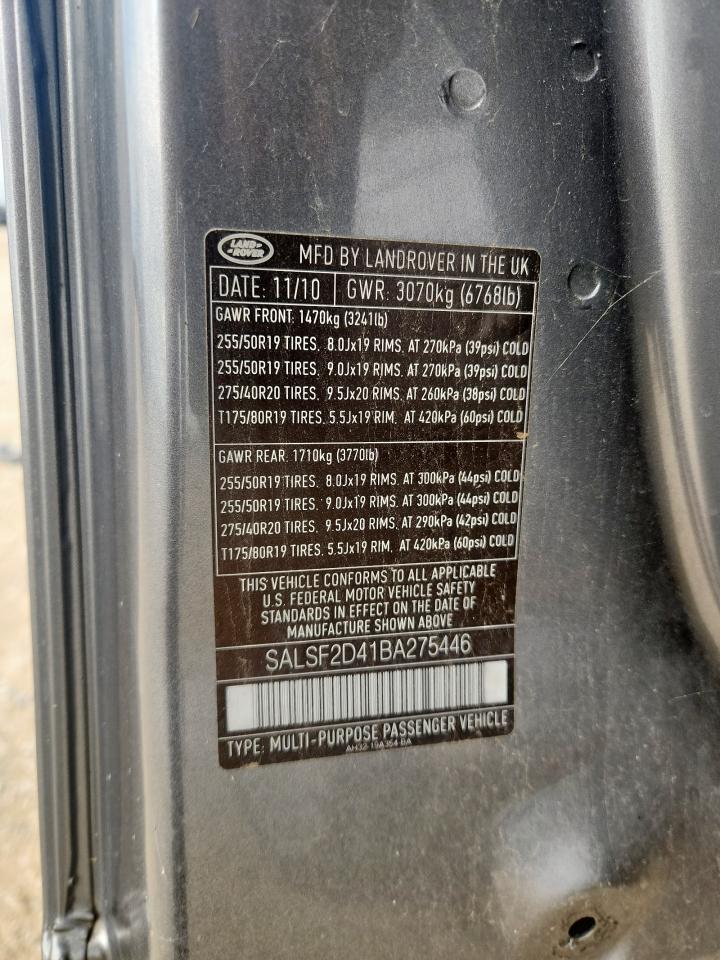 LAND ROVER
MFD BY LANDROVER IN THE UK
DATE: 11/10 GWR: 3070kg (6768lb)
GAWR FRONT: 1470kg (3241lb)
255/50R19 TIRES. 8.0Jx19 RIMS. AT 270kPa (39psi) COLD
255/50R19 TIRES. 9.0Jx19 RIMS. AT 270kPa (39psi) COLD
275/40R20 TIRES. 9.5Jx20 RIMS. AT 260kPa (38psi) COLD
T175/80R19 TIRES. 5.5Jx19 RIM. AT 420kPa (60psi) COLD
GAWR REAR: 1710kg (3770lb)
255/50R19 TIRES. 8.0Jx19 RIMS. AT 300kPa (44psi) COLD
255/50R19 TIRES. 9.0Jx19 RIMS. AT 300kPa (44psi) COLD
275/40R20 TIRES. 9.5Jx20 RIMS. AT 290kPa (42psi) COLD
T175/80R19 TIRES. 5.5Jx19 RIM. AT 420kPa (60psi) COLD
THIS VEHICLE CONFORMS TO ALL APPLICABLE
U.S. FEDERAL MOTOR VEHICLE SAFETY
STANDARDS IN EFFECT ON THE DATE OF
MANUFACTURE SHOWN ABOVE
SALSF2D41BA275446
TYPE: MULTI-PURPOSE PASSENGER VEHICLE
AH32-19A354-BA